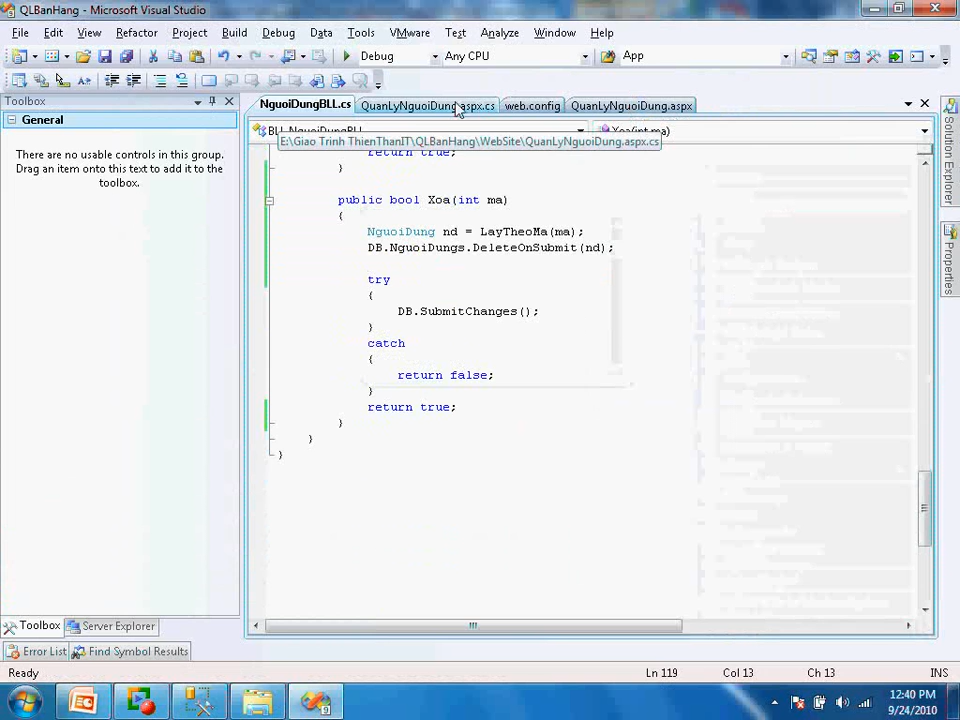 QLBanHang - Microsoft Visual Studio
File Edit View Refactor Project Build Debug Data Tools VMware Test Analyze Window Help
Debug Any CPU App
Toolbox
General
There are no usable controls in this group. Drag an item onto this text to add it to the toolbox.
NguoiDungBLL.cs QuanLyNguoiDung.aspx.cs web.config QuanLyNguoiDung.aspx
BLL.NguoiDungBLL Xoa(int ma)
E:\Giao Trinh ThienThanIT\QLBanHang\WebSite\QuanLyNguoiDung.aspx.cs
return true;
}
public bool Xoa(int ma)
{
NguoiDung nd = LayTheoMa(ma);
DB.NguoiDungs.DeleteOnSubmit(nd);
try
{
DB.SubmitChanges();
}
catch
{
return false;
}
return true;
}
}
}
Solution Explorer
Properties
Toolbox Server Explorer
Error List Find Symbol Results
Ready Ln 119 Col 13 Ch 13 INS
12:40 PM
9/24/2010